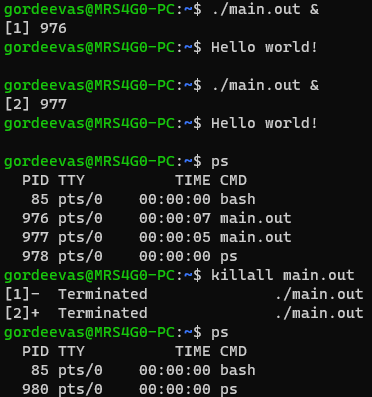 gordeevas@MRS4G0-PC:~$ ./main.out &
[1] 976
gordeevas@MRS4G0-PC:~$ Hello world!
gordeevas@MRS4G0-PC:~$ ./main.out &
[2] 977
gordeevas@MRS4G0-PC:~$ Hello world!
gordeevas@MRS4G0-PC:~$ ps
  PID TTY          TIME CMD
   85 pts/0    00:00:00 bash
  976 pts/0    00:00:07 main.out
  977 pts/0    00:00:05 main.out
  978 pts/0    00:00:00 ps
gordeevas@MRS4G0-PC:~$ killall main.out
[1]-  Terminated              ./main.out
[2]+  Terminated              ./main.out
gordeevas@MRS4G0-PC:~$ ps
  PID TTY          TIME CMD
   85 pts/0    00:00:00 bash
  980 pts/0    00:00:00 ps